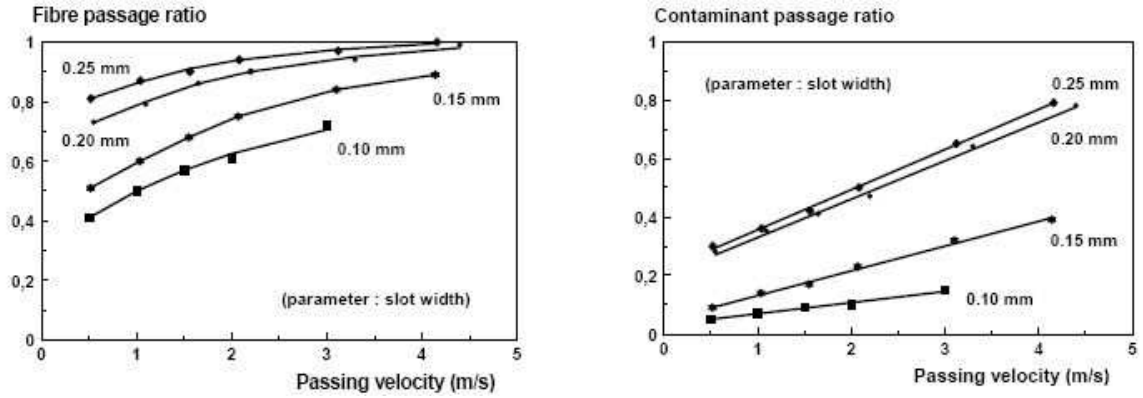 Fibre passage ratio
1
0.25 mm
0,8
0.20 mm
0.15 mm
0,6
0.10 mm
0,4
0,2
(parameter : slot width)
0
0 1 2 3 4 5
Passing velocity (m/s)
Contaminant passage ratio
1
(parameter : slot width)
0.25 mm
0,8
0.20 mm
0,6
0,4
0.15 mm
0,2
0.10 mm
0
0 1 2 3 4 5
Passing velocity (m/s)